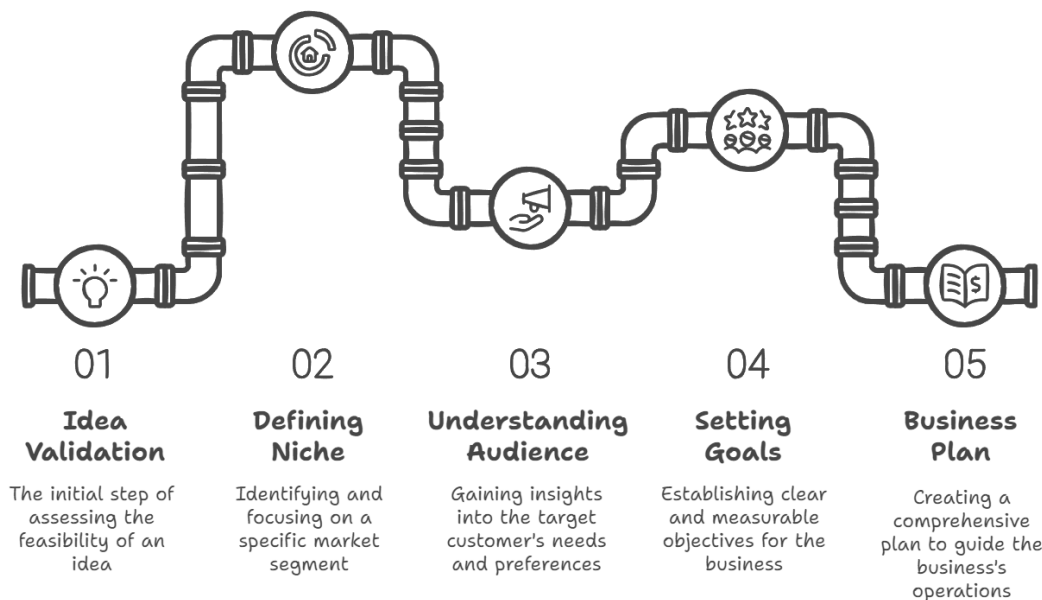 01
Idea
Validation
The initial step of
assessing the
feasibility of an
idea
02
Defining
Niche
Identifying and
focusing on a
specific market
segment
03
Understanding
Audience
Gaining insights
into the target
customer's needs
and preferences
04
Setting
Goals
Establishing clear
and measurable
objectives for the
business
05
Business
Plan
$
Creating a
comprehensive
plan to guide the
business's
operations